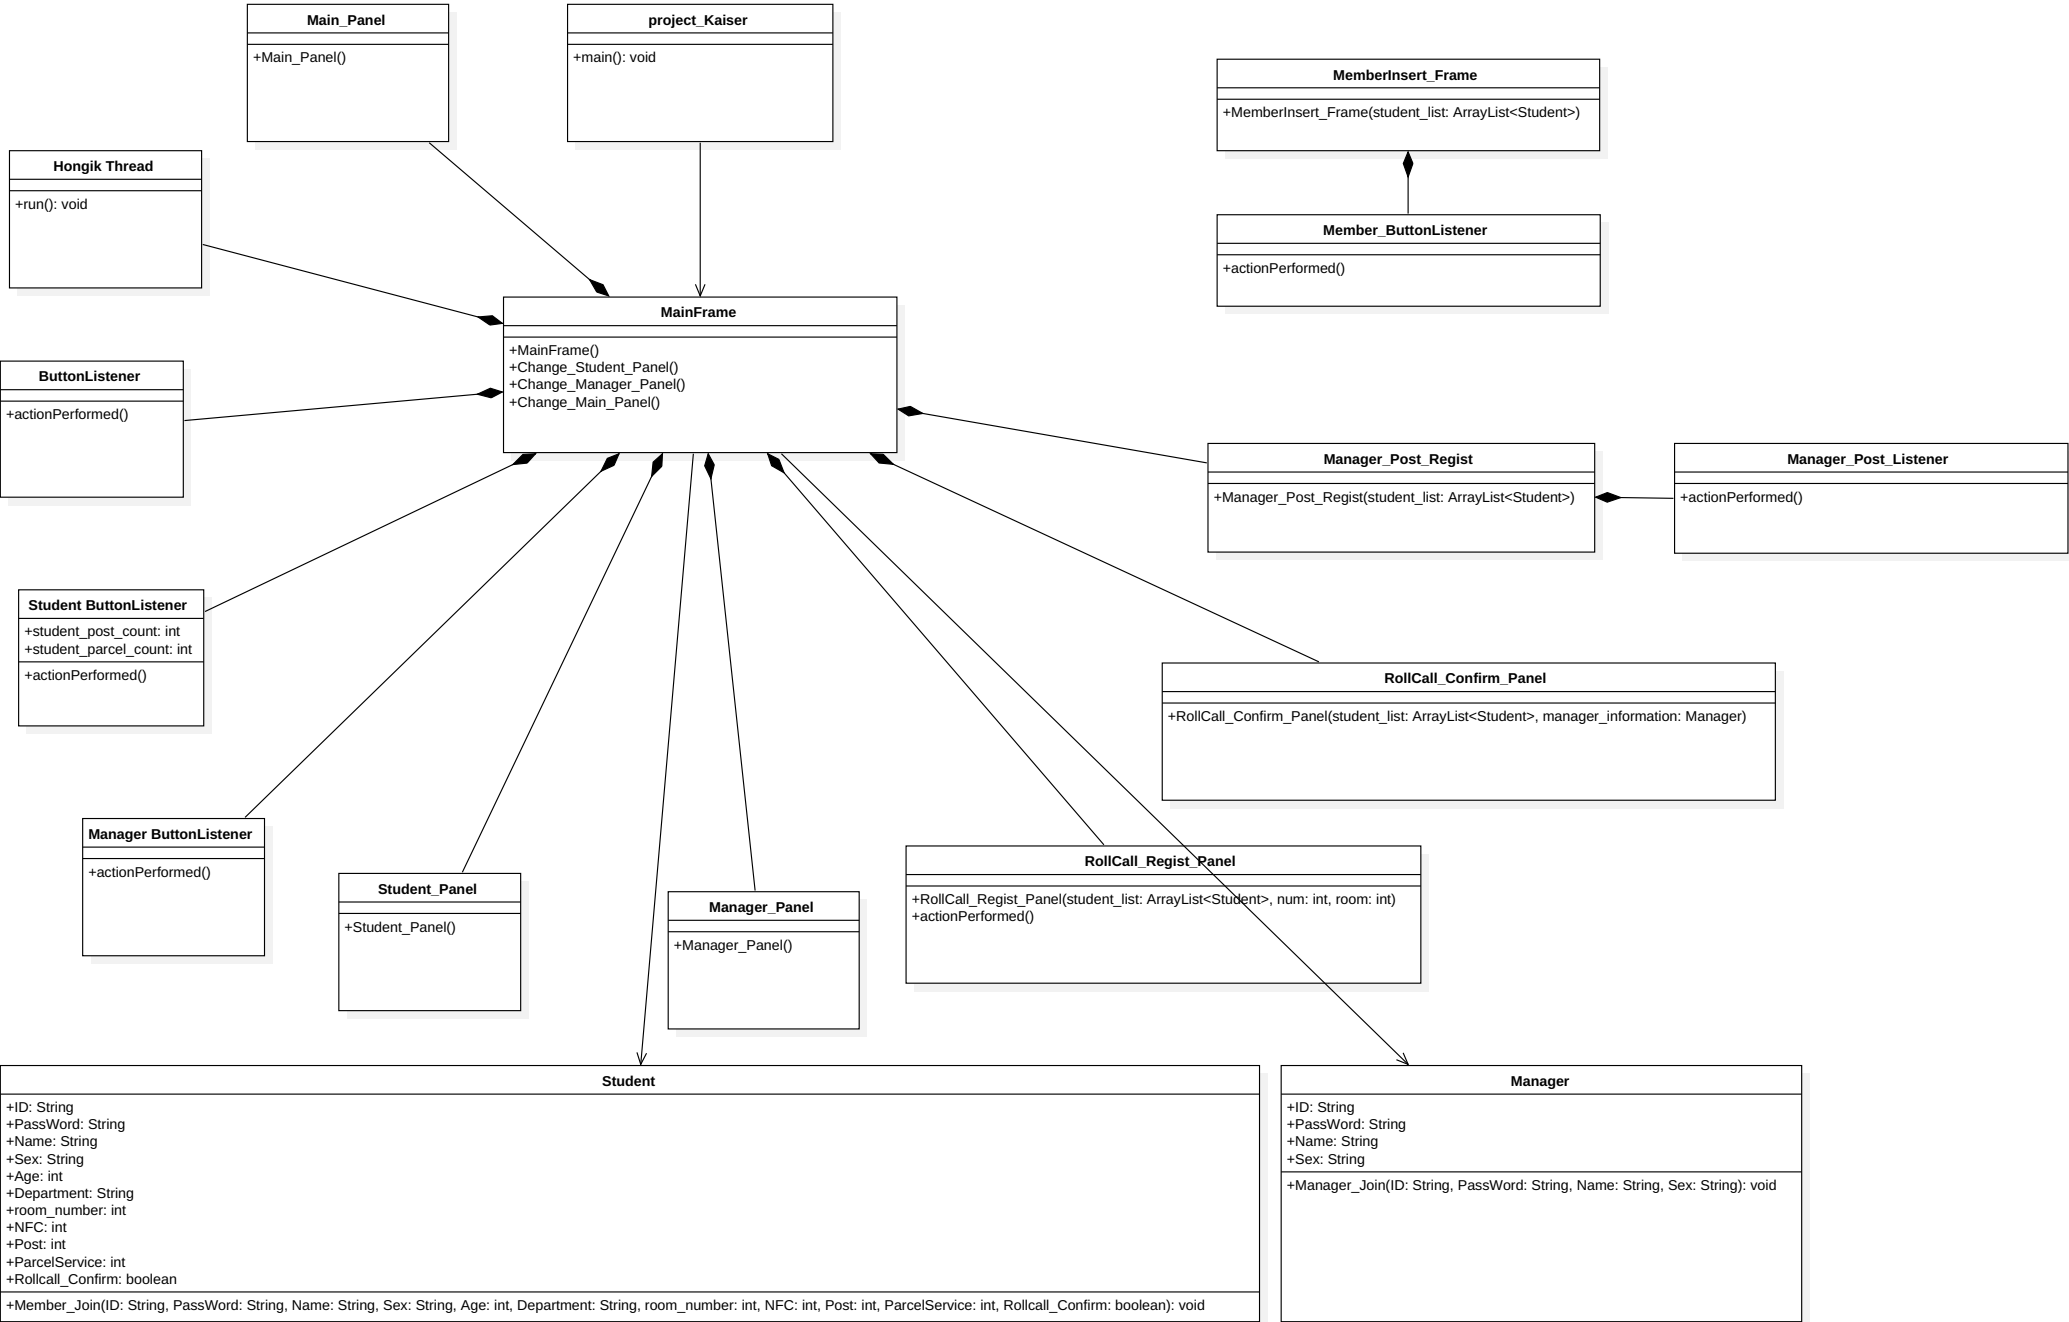 Main_Panel
+Main_Panel()
project_Kaiser
+main(): void
MemberInsert_Frame
+MemberInsert_Frame(student_list: ArrayList<Student>)
Hongik Thread
+run(): void
Member_ButtonListener
+actionPerformed()
MainFrame
+MainFrame()
+Change_Student_Panel()
+Change_Manager_Panel()
+Change_Main_Panel()
ButtonListener
+actionPerformed()
Manager_Post_Regist
+Manager_Post_Regist(student_list: ArrayList<Student>)
Manager_Post_Listener
+actionPerformed()
Student ButtonListener
+student_post_count: int
+student_parcel_count: int
+actionPerformed()
RollCall_Confirm_Panel
+RollCall_Confirm_Panel(student_list: ArrayList<Student>, manager_information: Manager)
Manager ButtonListener
+actionPerformed()
Student_Panel
+Student_Panel()
Manager_Panel
+Manager_Panel()
RollCall_Regist_Panel
+RollCall_Regist_Panel(student_list: ArrayList<Student>, num: int, room: int)
+actionPerformed()
Student
+ID: String
+PassWord: String
+Name: String
+Sex: String
+Age: int
+Department: String
+room_number: int
+NFC: int
+Post: int
+ParcelService: int
+Rollcall_Confirm: boolean
+Member_Join(ID: String, PassWord: String, Name: String, Sex: String, Age: int, Department: String, room_number: int, NFC: int, Post: int, ParcelService: int, Rollcall_Confirm: boolean): void
Manager
+ID: String
+PassWord: String
+Name: String
+Sex: String
+Manager_Join(ID: String, PassWord: String, Name: String, Sex: String): void